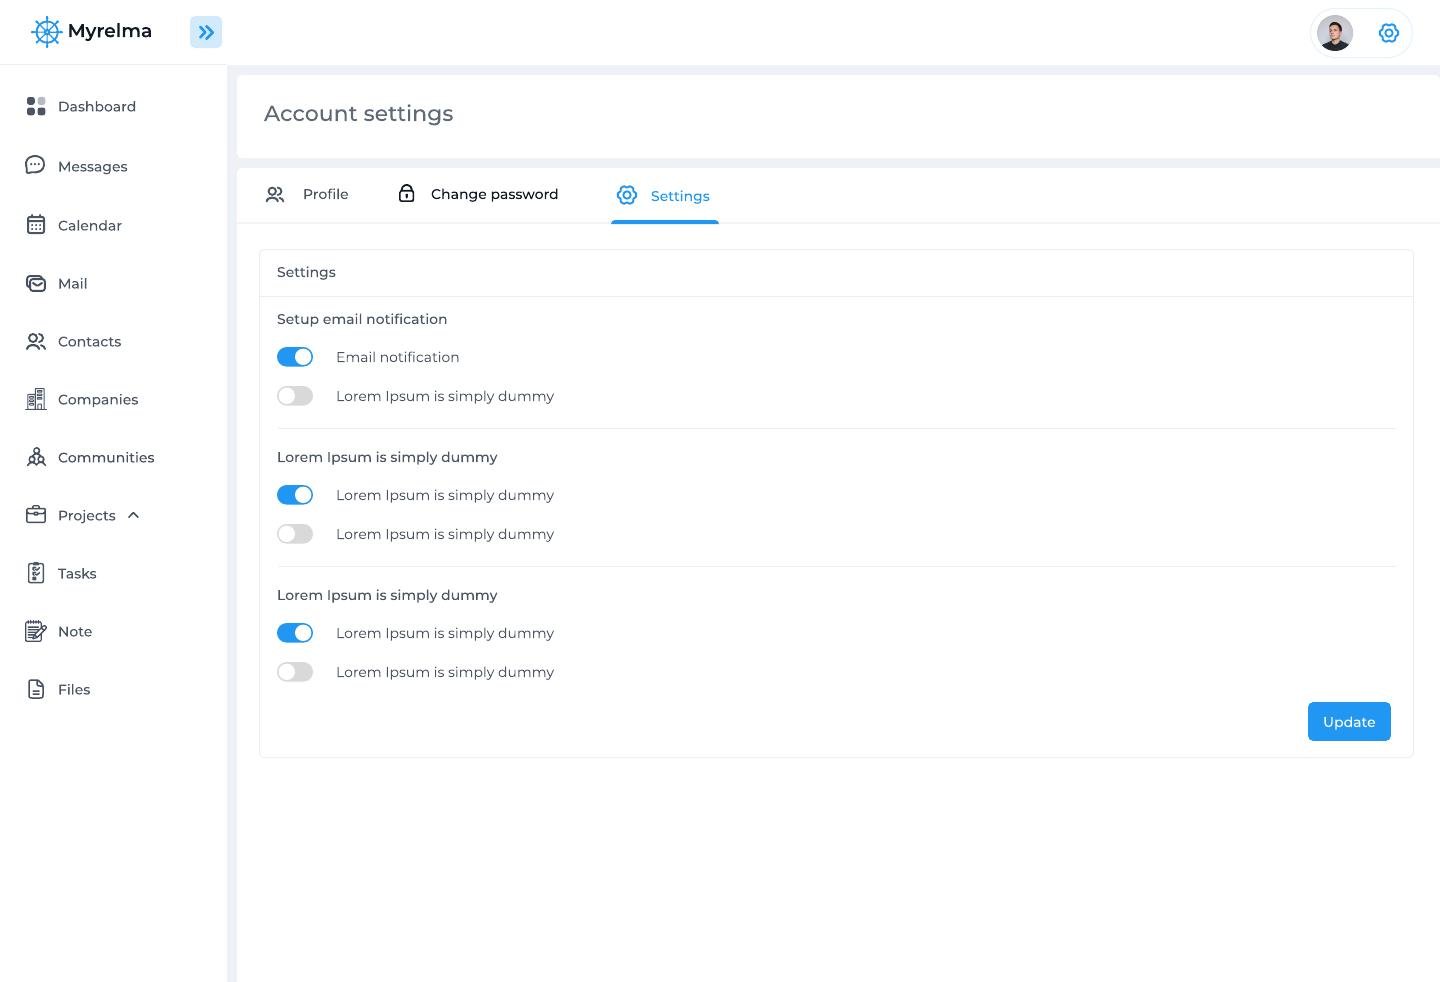 Myrelma
Dashboard
Messages
Calendar
Mail
Contacts
Companies
Communities
Projects
Tasks
Note
Files
Account settings
Profile
Change password
Settings
Settings
Setup email notification
Email notification
Lorem Ipsum is simply dummy
Lorem Ipsum is simply dummy
Lorem Ipsum is simply dummy
Lorem Ipsum is simply dummy
Lorem Ipsum is simply dummy
Lorem Ipsum is simply dummy
Lorem Ipsum is simply dummy
Update